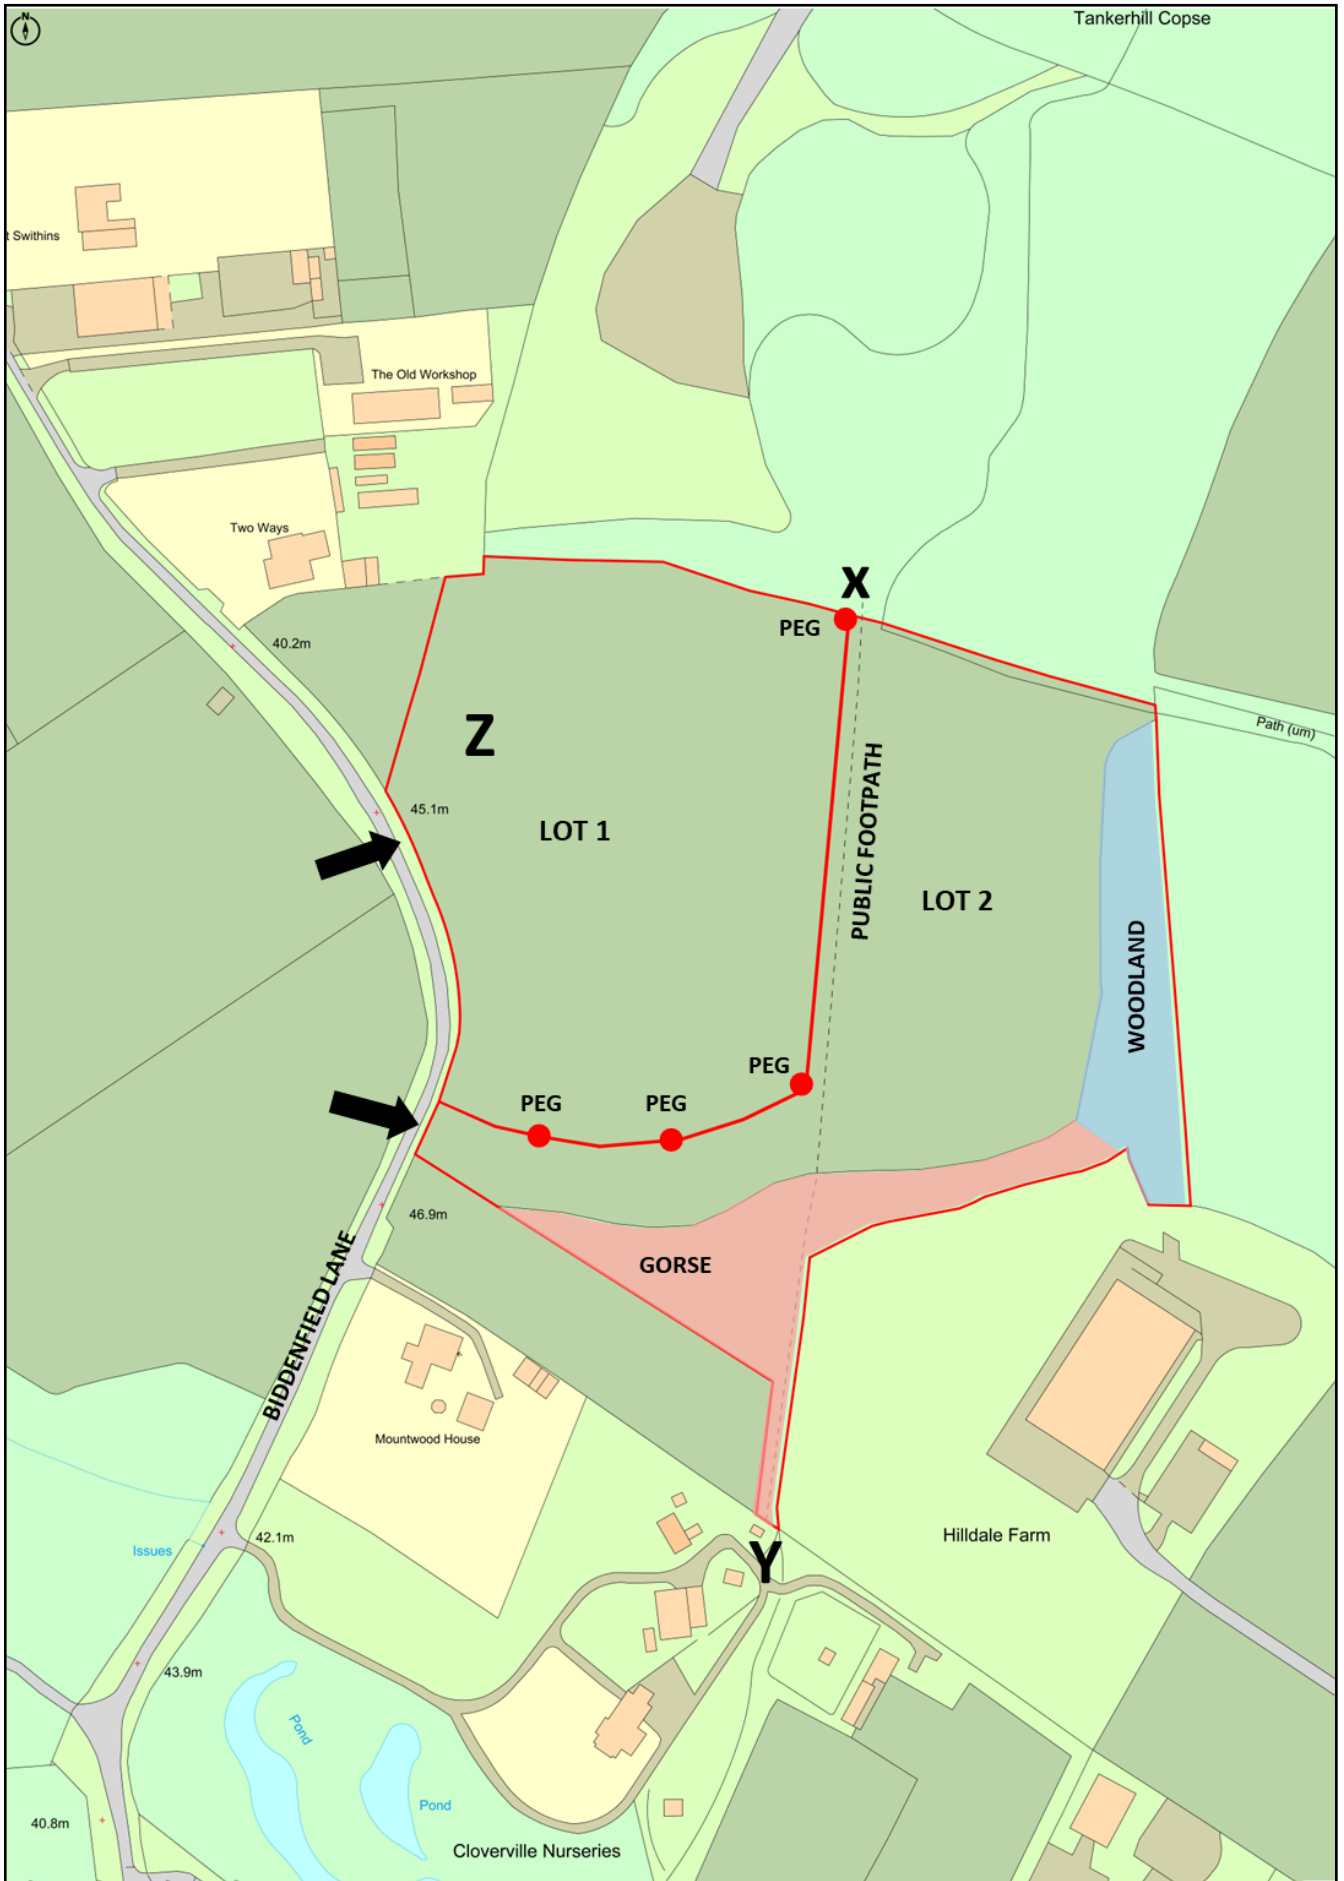 N
Tankerhill Copse
t Swithins
The Old Workshop
Two Ways
X
PEG
40.2m
Z
Path (um)
45.1m
LOT 1
PUBLIC FOOTPATH
LOT 2
WOODLAND
PEG
PEG
PEG
46.9m
GORSE
BIDDENFIELD LANE
Mountwood House
Issues
42.1m
Hilldale Farm
Y
43.9m
Pond
Pond
40.8m
Cloverville Nurseries